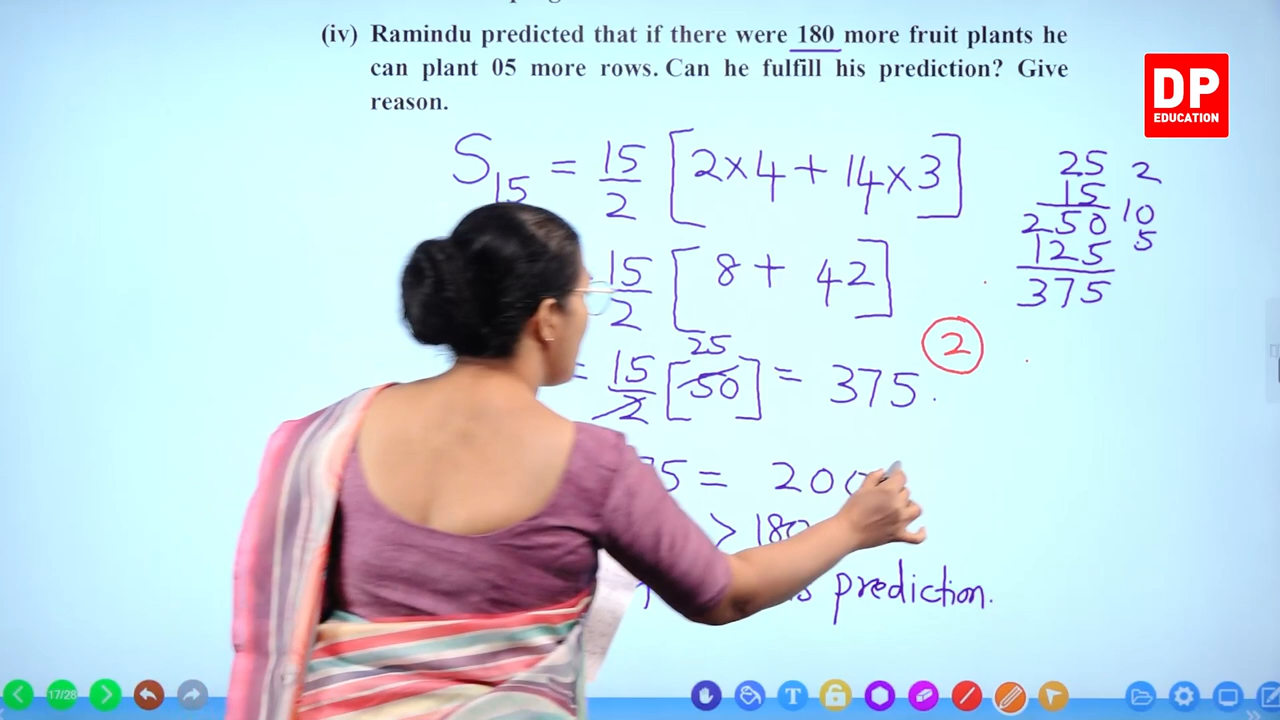 (iv) Ramindu predicted that if there were 180 more fruit plants he
can plant 05 more rows. Can he fulfill his prediction? Give
reason.
DP
EDUCATION
S15 = 15/2 [2×4 + 14×3]
15/2 [8 + 42]
= 15/2 [50] = 375.
25
25 2
15
250 10
125 5
375
2
75 = 200
> 180
prediction.
17/28
T